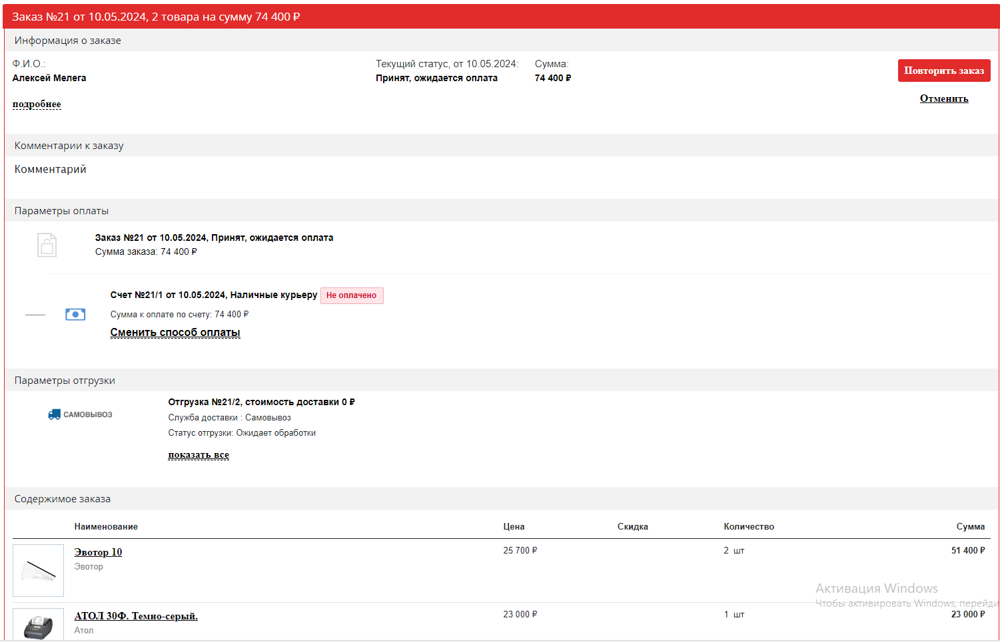 Заказ №21 от 10.05.2024, 2 товара на сумму 74 400 ₽
Информация о заказе
Ф.И.О.:
Алексей Мелега
подробнее
Текущий статус, от 10.05.2024:
Принят, ожидается оплата
Сумма:
74 400 ₽
Повторить заказ
Отменить
Комментарии к заказу
Комментарий
Параметры оплаты
Заказ №21 от 10.05.2024, Принят, ожидается оплата
Сумма заказа: 74 400 ₽
Счет №21/1 от 10.05.2024, Наличные курьеру Не оплачено
Сумма к оплате по счету: 74 400 ₽
Сменить способ оплаты
Параметры отгрузки
САМОВЫВОЗ
Отгрузка №21/2, стоимость доставки 0 ₽
Служба доставки : Самовывоз
Статус отгрузки: Ожидает обработки
показать все
Содержимое заказа
Наименование Цена Скидка Количество Сумма
Эвотор 10 25 700 ₽ 2 шт 51 400 ₽
Эвотор
АТОЛ 30Ф. Темно-серый. 23 000 ₽ 1 шт 23 000 ₽
Атол
Активация Windows
Чтобы активировать Windows, перейди